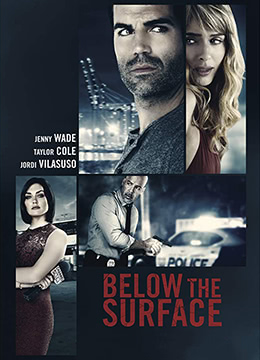 JENNY WADE
TAYLOR COLE
JORDI VILASUSO
POLICE
BELOW THE
SURFACE